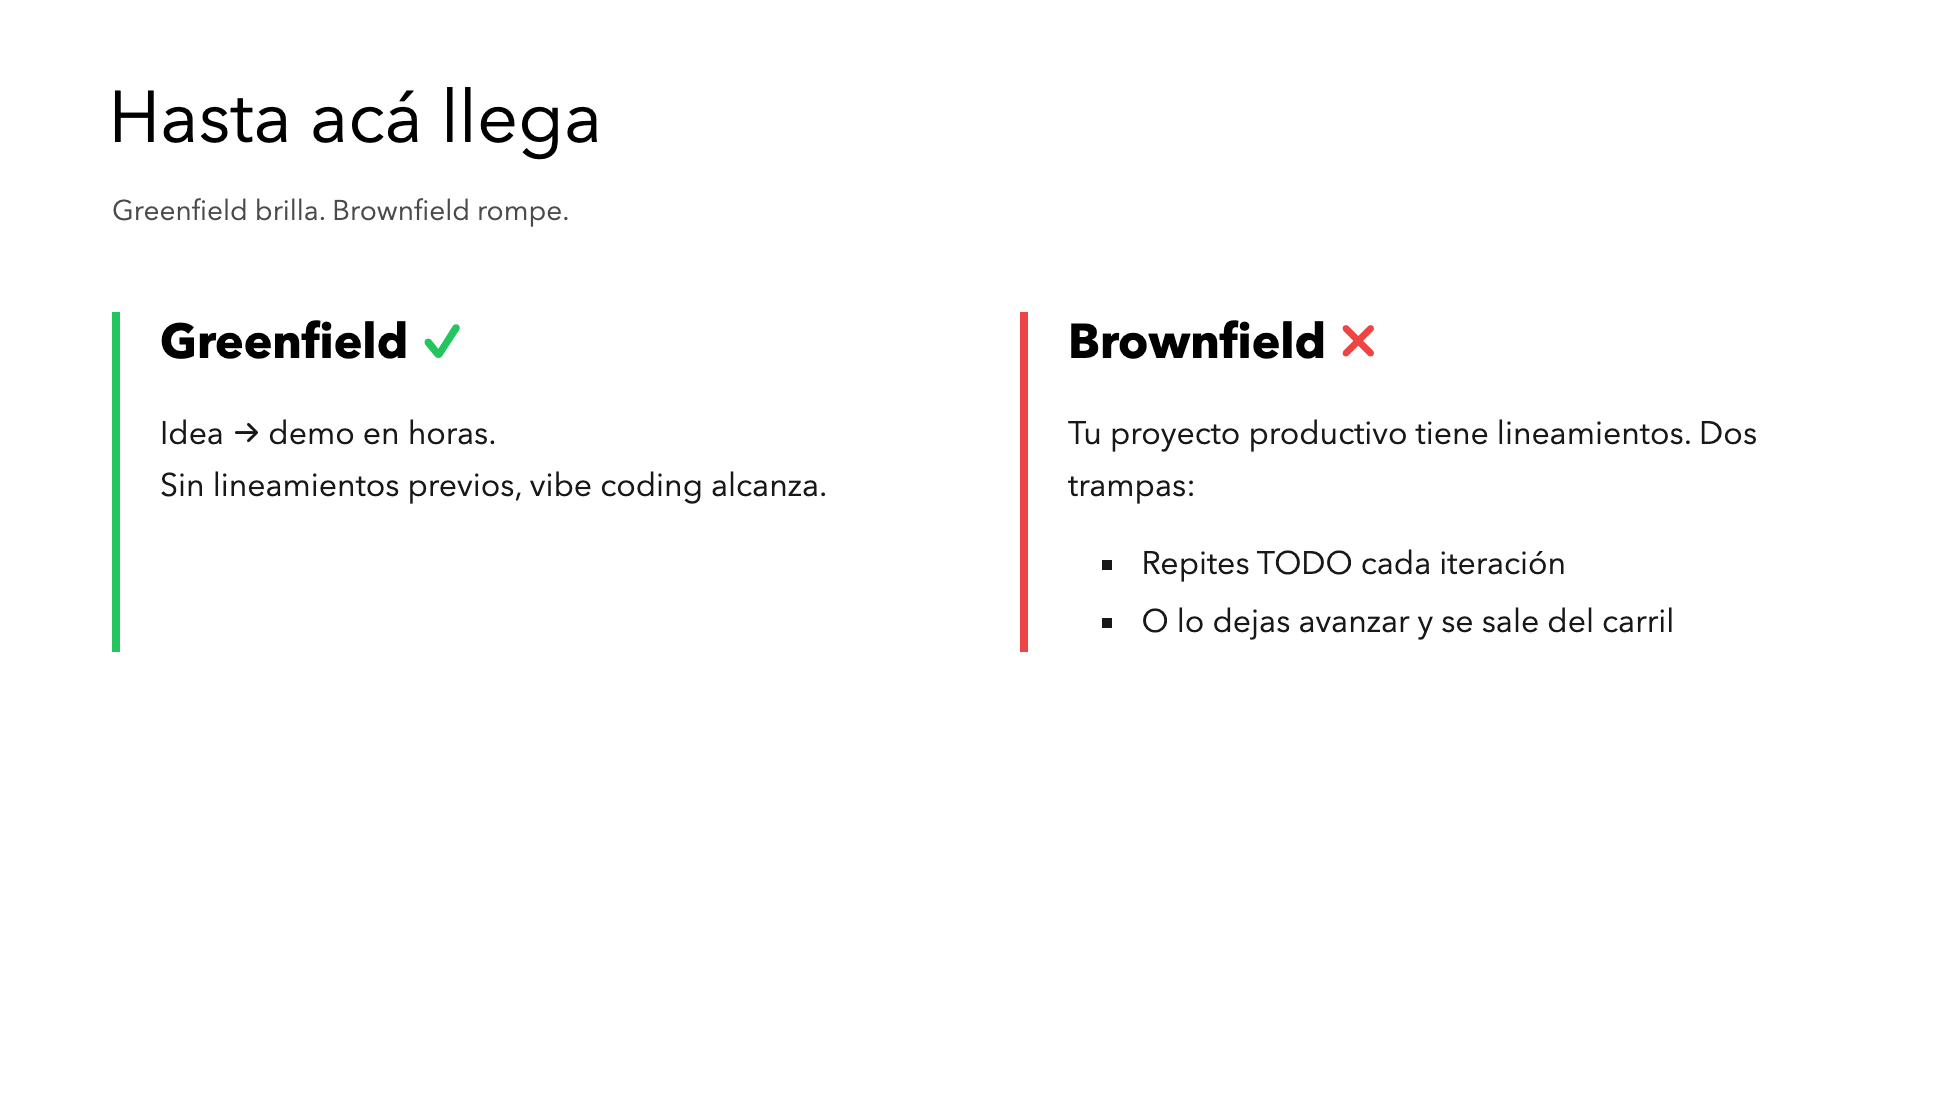 Hasta acá llega
Greenfield brilla. Brownfield rompe.
Greenfield ✓
Idea → demo en horas.
Sin lineamientos previos, vibe coding alcanza.
Brownfield ✗
Tu proyecto productivo tiene lineamientos. Dos
trampas:
▪ Repites TODO cada iteración
▪ O lo dejas avanzar y se sale del carril